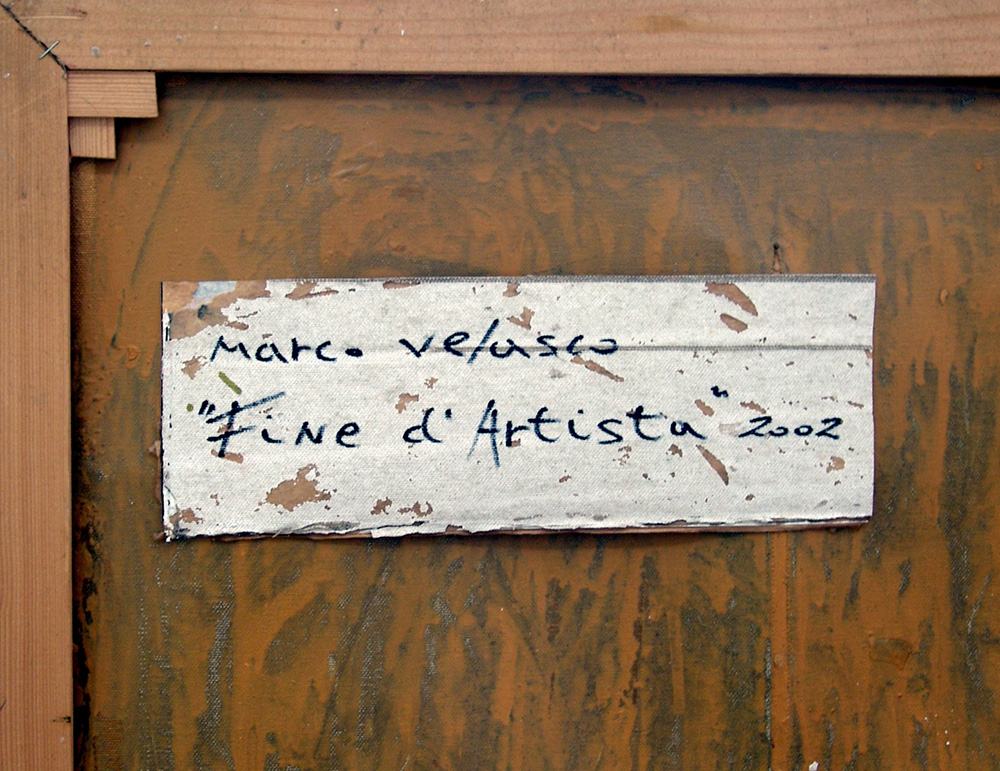 Marco Velasco
"Fine d'Artista" 2002